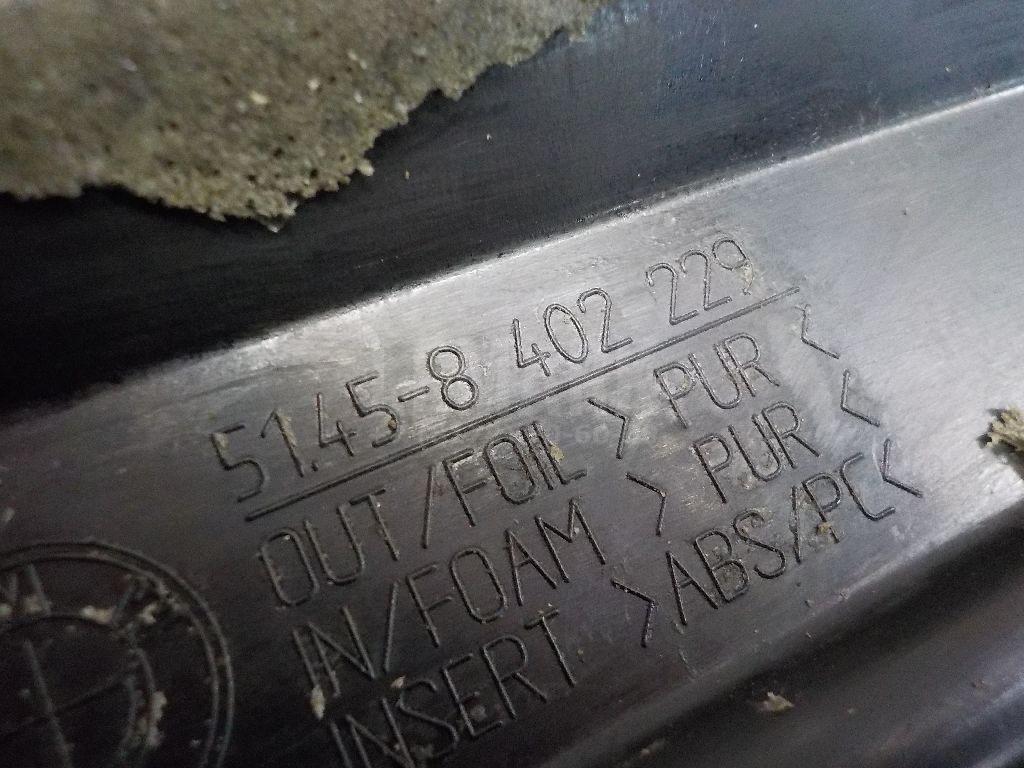 51.45-8 402 229
OUT/FOIL >PUR<
IN/FOAM >PUR<
INSERT >ABS/PC<